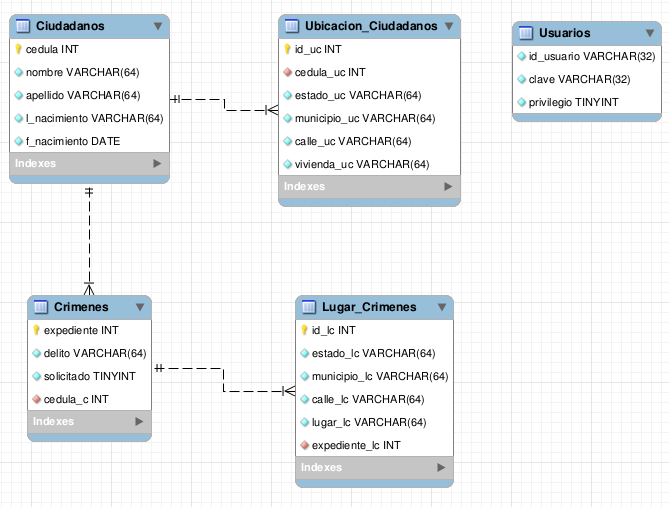 Ciudadanos
cedula INT
nombre VARCHAR(64)
apellido VARCHAR(64)
l_nacimiento VARCHAR(64)
f_nacimiento DATE
Indexes
Ubicacion_Ciudadanos
id_uc INT
cedula_uc INT
estado_uc VARCHAR(64)
municipio_uc VARCHAR(64)
calle_uc VARCHAR(64)
vivienda_uc VARCHAR(64)
Indexes
Usuarios
id_usuario VARCHAR(32)
clave VARCHAR(32)
privilegio TINYINT
Crimenes
expediente INT
delito VARCHAR(64)
solicitado TINYINT
cedula_c INT
Indexes
Lugar_Crimenes
id_lc INT
estado_lc VARCHAR(64)
municipio_lc VARCHAR(64)
calle_lc VARCHAR(64)
lugar_lc VARCHAR(64)
expediente_lc INT
Indexes